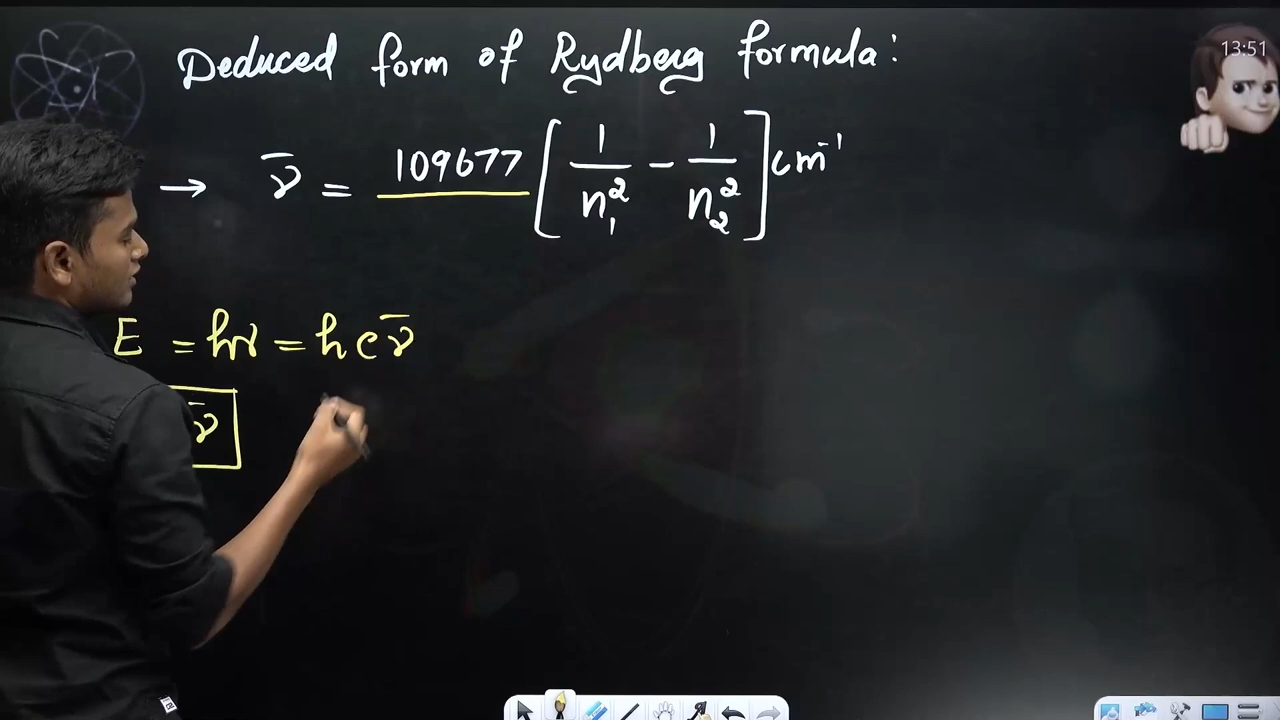 Deduced form of Rydberg formula:
13:51
→ ν̄ = 109677 [ 1/n₁² − 1/n₂² ] cm⁻¹
E = hν = hcν̄
ν̄